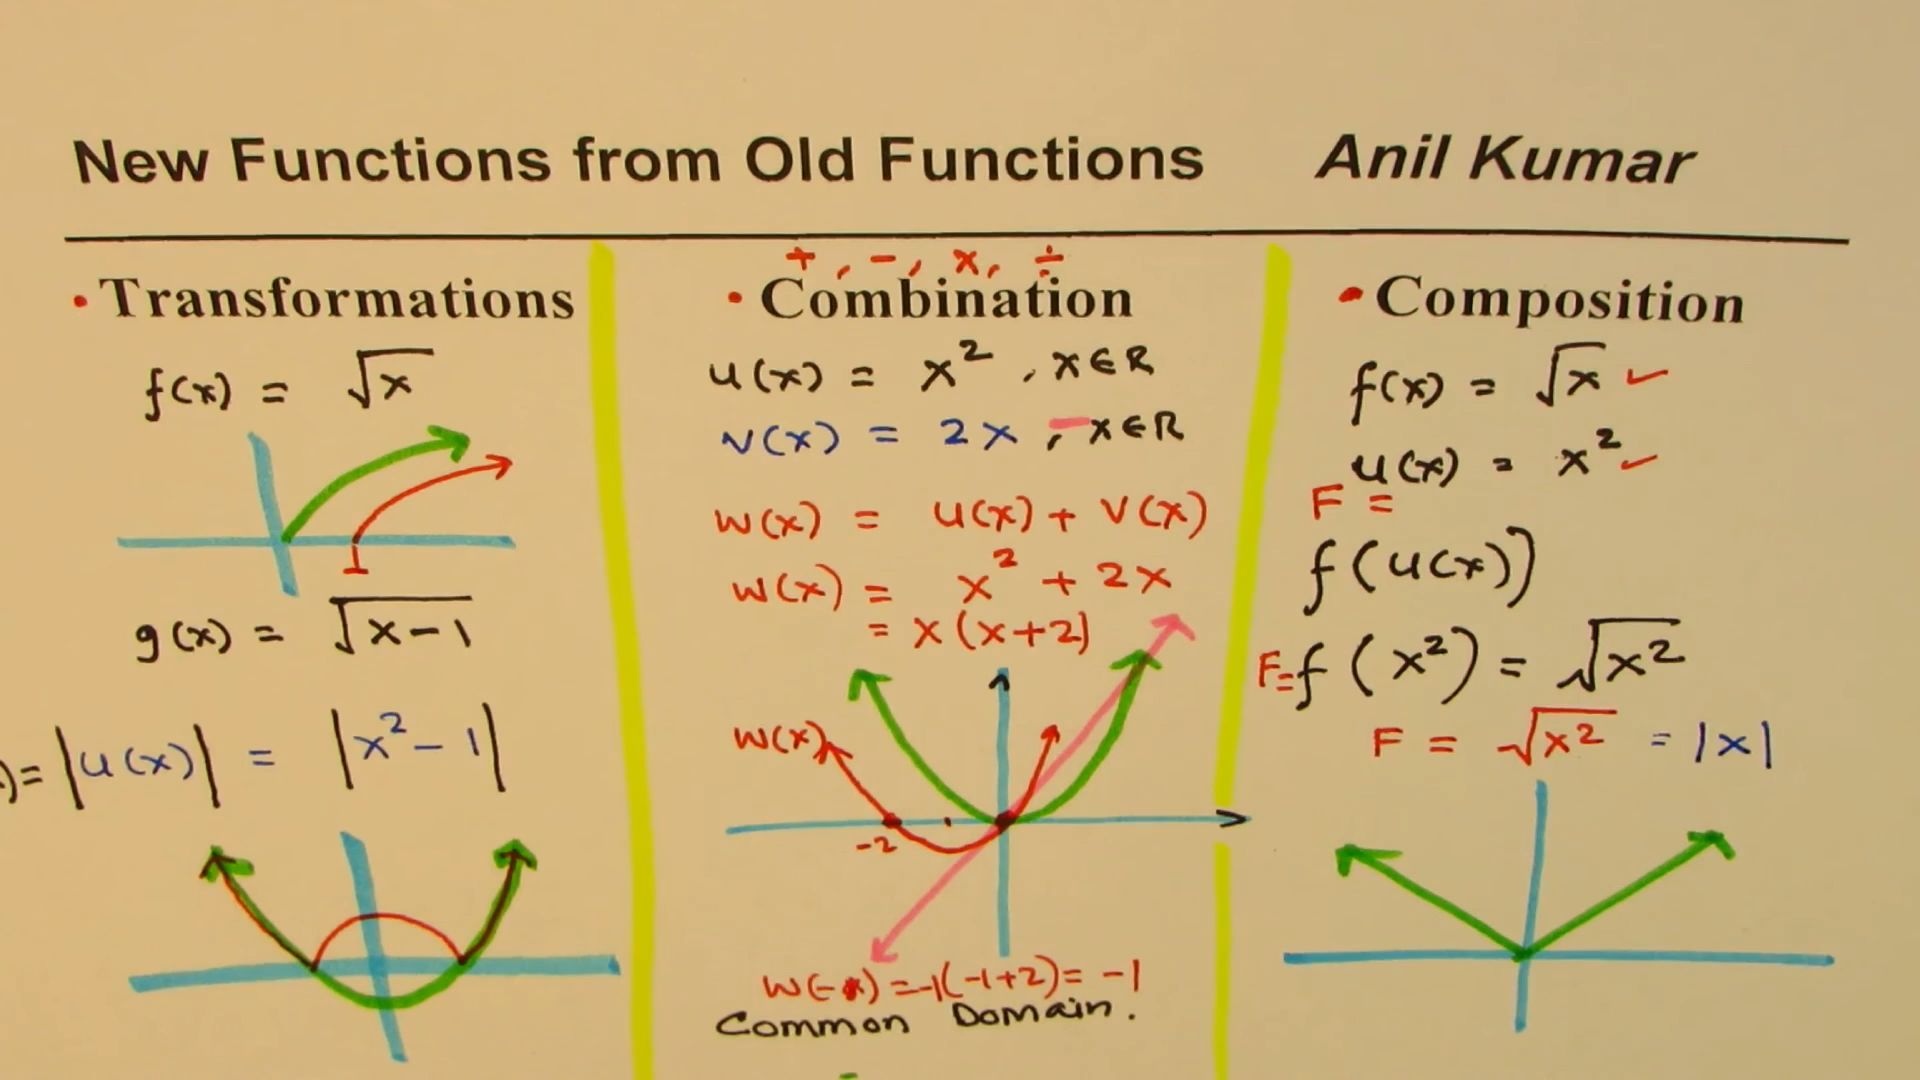 New Functions from Old Functions Anil Kumar
• Transformations
f(x) = √x
1
g(x) = √x-1
)= |u(x)| = |x² - 1|
+ , - , x, ÷
• Combination
u(x) = x² , x ∈ R
v(x) = 2x , x ∈ R
w(x) = u(x) + v(x)
w(x) = x² + 2x
= x(x+2)
w(x)
-2
w(-x) = -1(-1+2) = -1
Common Domain.
• Composition
f(x) = √x ✓
u(x) = x² ✓
F =
f(u(x))
F= f(x²) = √x²
F = √x² = |x|